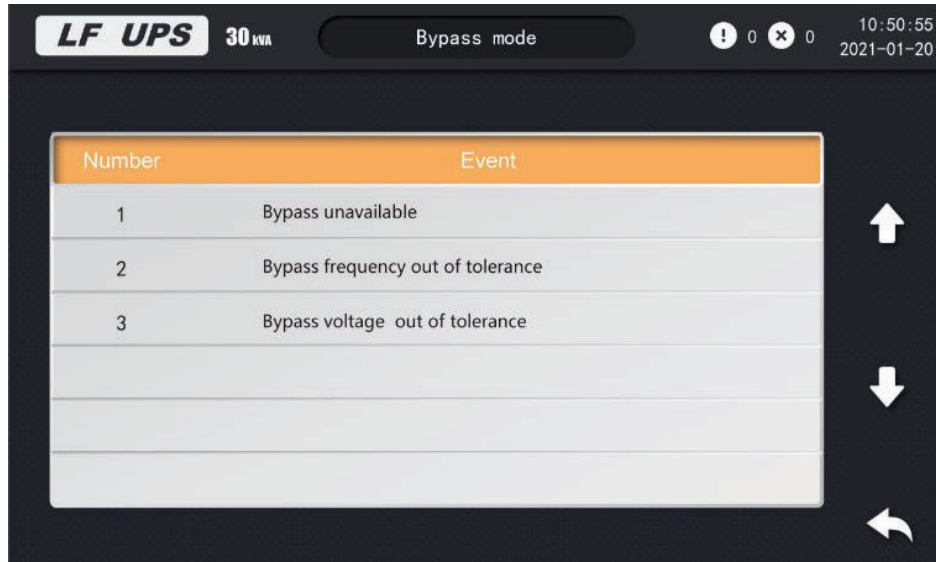 LF UPS 30 KVA Bypass mode ! 0 × 0 10:50:55
2021-01-20
Number Event
1 Bypass unavailable
2 Bypass frequency out of tolerance
3 Bypass voltage out of tolerance